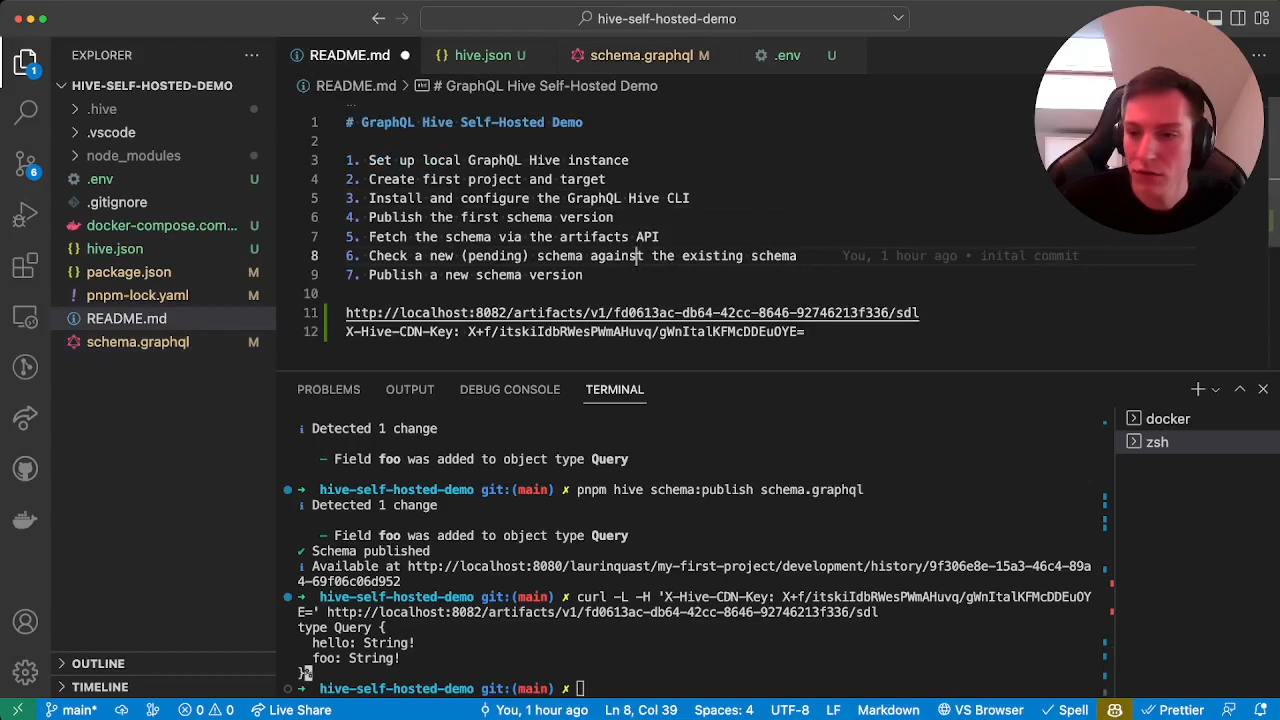 hive-self-hosted-demo
EXPLORER
README.md
hive.json U
schema.graphql M
.env U
HIVE-SELF-HOSTED-DEMO
.hive
.vscode
node_modules
.env U
.gitignore
docker-compose.com... U
hive.json U
package.json M
pnpm-lock.yaml M
README.md
schema.graphql M
OUTLINE
TIMELINE
1
6
README.md > # GraphQL Hive Self-Hosted Demo
1 # GraphQL Hive Self-Hosted Demo
2
3 1. Set up local GraphQL Hive instance
4 2. Create first project and target
5 3. Install and configure the GraphQL Hive CLI
6 4. Publish the first schema version
7 5. Fetch the schema via the artifacts API
8 6. Check a new (pending) schema against the existing schema You, 1 hour ago • inital commit
9 7. Publish a new schema version
10
11 http://localhost:8082/artifacts/v1/fd0613ac-db64-42cc-8646-92746213f336/sdl
12 X-Hive-CDN-Key: X+f/itskiIdbRWesPWmAHuvq/gWnItalKFMcDDEuOYE=
PROBLEMS OUTPUT DEBUG CONSOLE TERMINAL
docker
zsh
i Detected 1 change
- Field foo was added to object type Query
➜ hive-self-hosted-demo git:(main) ✗ pnpm hive schema:publish schema.graphql
i Detected 1 change
- Field foo was added to object type Query
✔ Schema published
i Available at http://localhost:8080/laurinquast/my-first-project/development/history/9f306e8e-15a3-46c4-89a
4-69f06c06d952
➜ hive-self-hosted-demo git:(main) ✗ curl -L -H 'X-Hive-CDN-Key: X+f/itskiIdbRWesPWmAHuvq/gWnItalKFMcDDEuOY
E=' http://localhost:8082/artifacts/v1/fd0613ac-db64-42cc-8646-92746213f336/sdl
type Query {
hello: String!
foo: String!
}%
➜ hive-self-hosted-demo git:(main) ✗
main* 0 0 Live Share You, 1 hour ago Ln 8, Col 39 Spaces: 4 UTF-8 LF Markdown VS Browser Spell Prettier